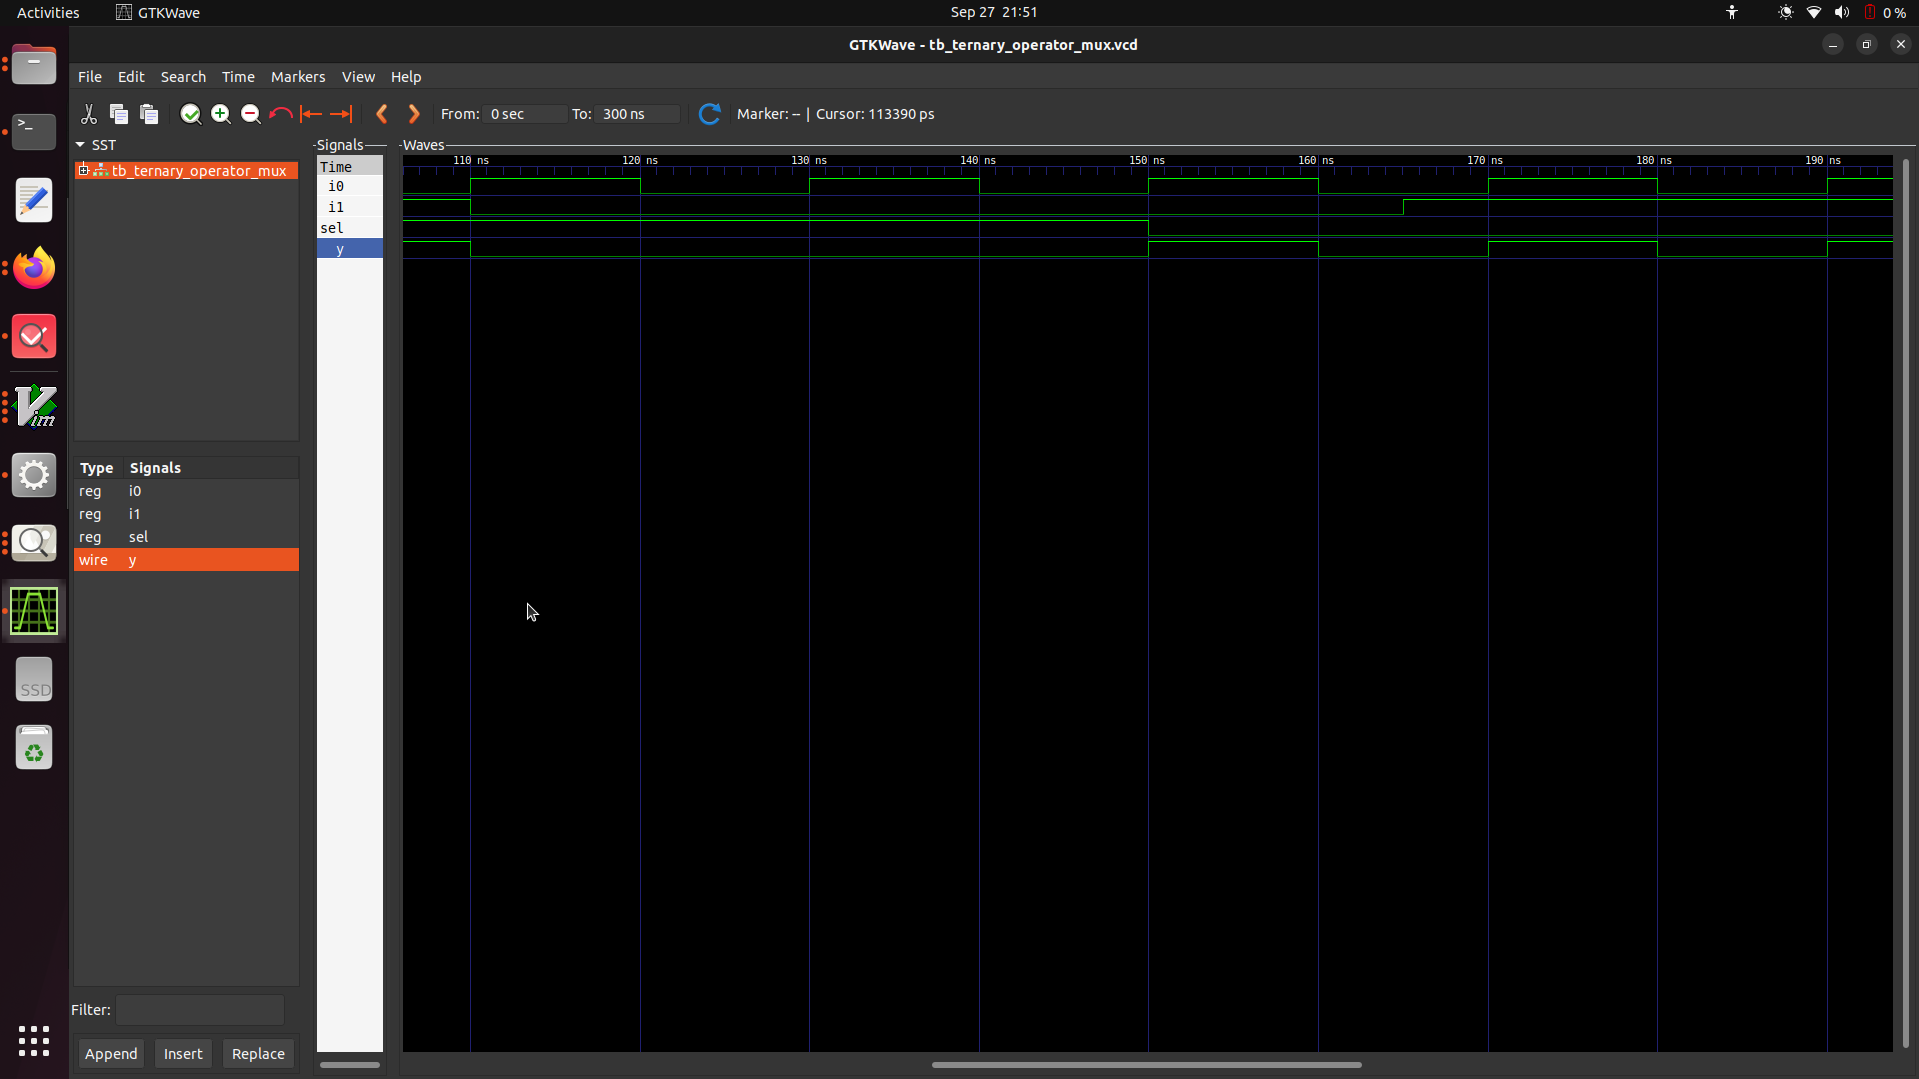 Activities GTKWave Sep 27 21:51 0 %
GTKWave - tb_ternary_operator_mux.vcd
File Edit Search Time Markers View Help
From: 0 sec To: 300 ns Marker: -- | Cursor: 113390 ps
SST
tb_ternary_operator_mux
Type Signals
reg i0
reg i1
reg sel
wire y
Filter:
Append Insert Replace
Signals
Time
i0
i1
sel
y
Waves
110 ns 120 ns 130 ns 140 ns 150 ns 160 ns 170 ns 180 ns 190 ns
>_
Vim
SSD